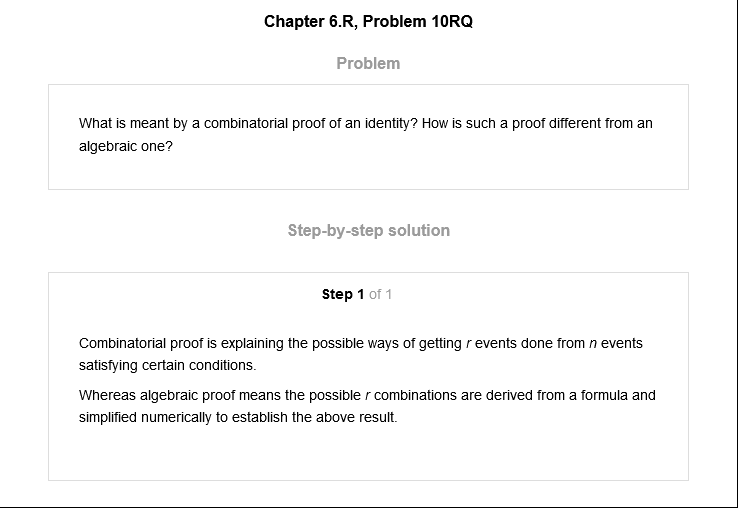 Chapter 6.R, Problem 10RQ
Problem
What is meant by a combinatorial proof of an identity? How is such a proof different from an
algebraic one?
Step-by-step solution
Step 1 of 1
Combinatorial proof is explaining the possible ways of getting r events done from n events
satisfying certain conditions.
Whereas algebraic proof means the possible r combinations are derived from a formula and
simplified numerically to establish the above result.